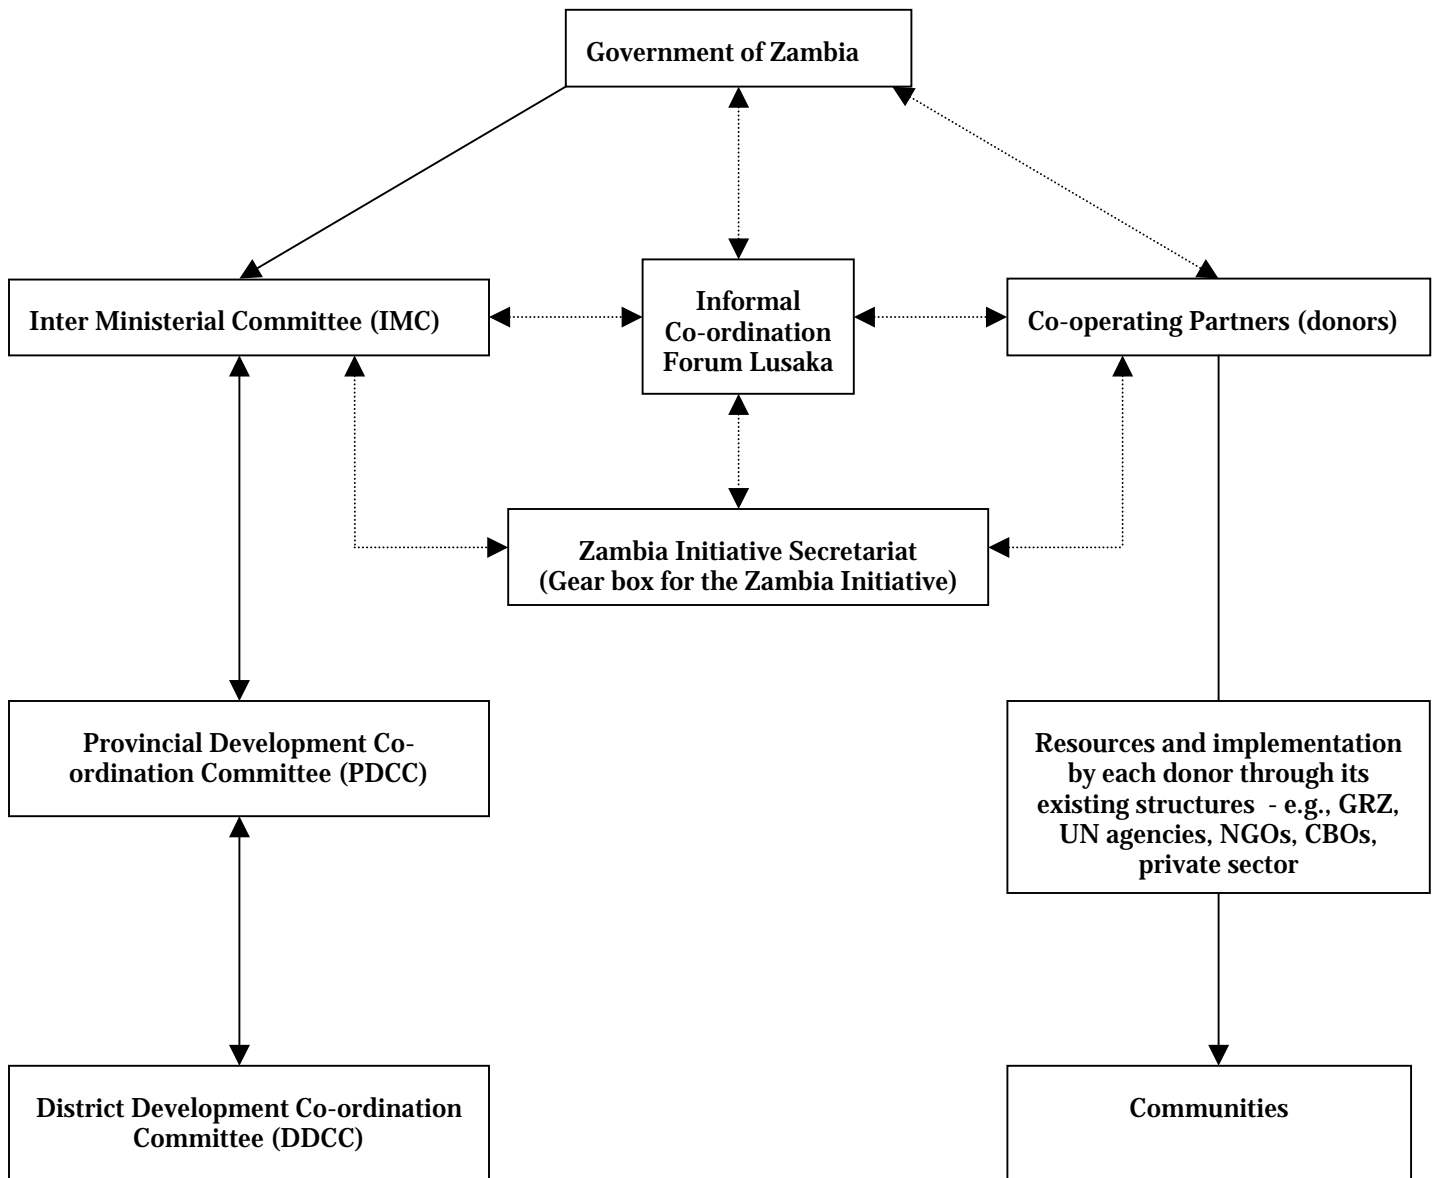 Government of Zambia
Inter Ministerial Committee (IMC)
Informal
Co-ordination
Forum Lusaka
Co-operating Partners (donors)
Zambia Initiative Secretariat
(Gear box for the Zambia Initiative)
Provincial Development Co-
ordination Committee (PDCC)
Resources and implementation
by each donor through its
existing structures - e.g., GRZ,
UN agencies, NGOs, CBOs,
private sector
District Development Co-ordination
Committee (DDCC)
Communities